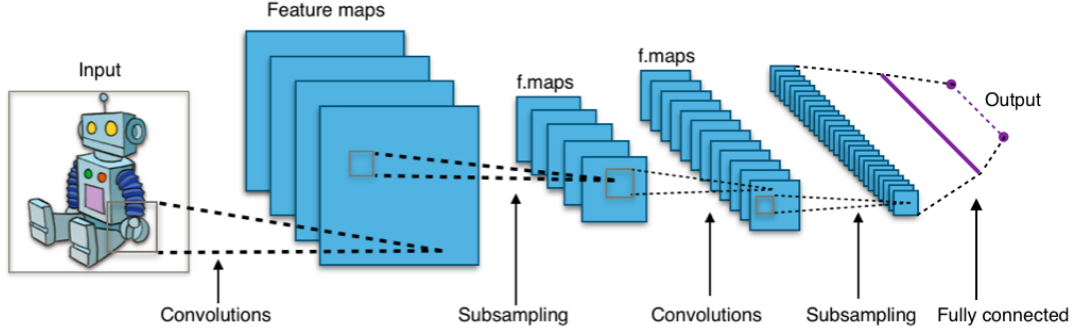 Feature maps
Input
f.maps
f.maps
Output
Convolutions
Subsampling
Convolutions
Subsampling
Fully connected